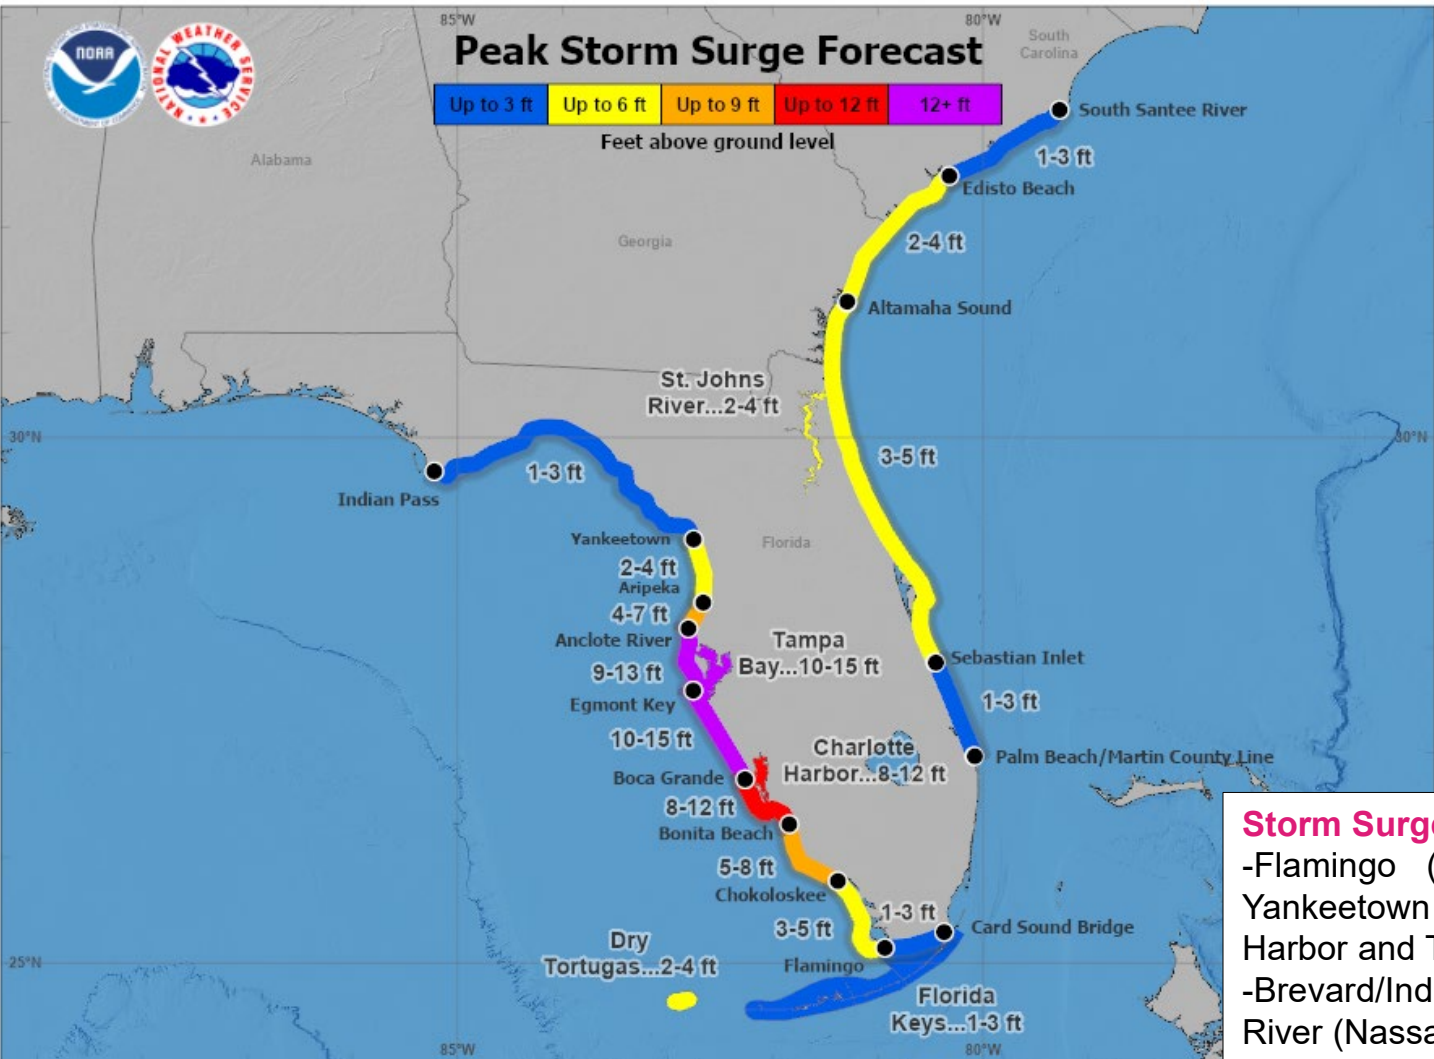 85°W
80°W
NOAA
NATIONAL WEATHER SERVICE
Peak Storm Surge Forecast
South
Carolina
Up to 3 ft
Up to 6 ft
Up to 9 ft
Up to 12 ft
12+ ft
Feet above ground level
South Santee River
1-3 ft
Alabama
Edisto Beach
Georgia
2-4 ft
Altamaha Sound
St. Johns
River...2-4 ft
30°N
30°N
3-5 ft
1-3 ft
Indian Pass
Yankeetown
Florida
2-4 ft
Aripeka
4-7 ft
Anclote River
Tampa
Bay...10-15 ft
Sebastian Inlet
9-13 ft
Egmont Key
1-3 ft
10-15 ft
Charlotte
Harbor...8-12 ft
Palm Beach/Martin County Line
Boca Grande
8-12 ft
Bonita Beach
5-8 ft
Chokoloskee
1-3 ft
3-5 ft
Card Sound Bridge
Dry
Tortugas...2-4 ft
Flamingo
25°N
Florida
Keys...1-3 ft
85°W
80°W
Storm Surg
-Flamingo (
Yankeetown
Harbor and T
-Brevard/Ind
River (Nassa